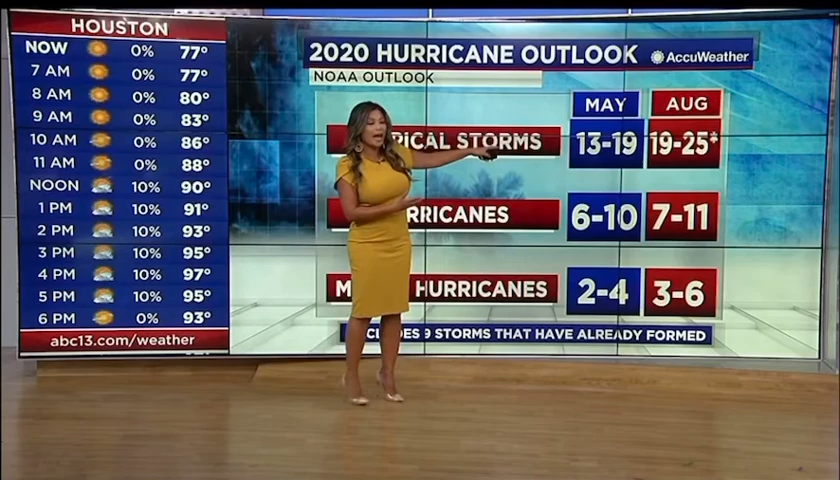 HOUSTON
NOW 0% 77°
7 AM 0% 77°
8 AM 0% 80°
9 AM 0% 83°
10 AM 0% 86°
11 AM 0% 88°
NOON 10% 90°
1 PM 10% 91°
2 PM 10% 93°
3 PM 10% 95°
4 PM 10% 97°
5 PM 10% 95°
6 PM 0% 93°
abc13.com/weather
2020 HURRICANE OUTLOOK AccuWeather
NOAA OUTLOOK
MAY AUG
PICAL STORMS 13-19 19-25*
RRICANES 6-10 7-11
M HURRICANES 2-4 3-6
9 STORMS THAT HAVE ALREADY FORMED